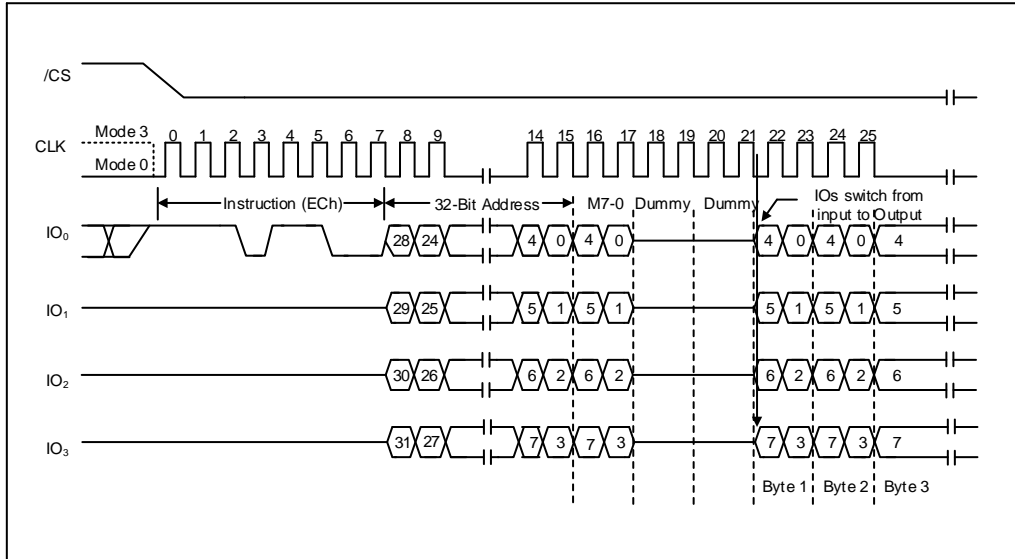 /CS
Mode 3
0 1 2 3 4 5 6 7 8 9 14 15 16 17 18 19 20 21 22 23 24 25
CLK
Mode 0
Instruction (ECh) 32-Bit Address M7-0 Dummy Dummy IOs switch from
input to Output
IO0 28 24 4 0 4 0 4 0 4 0 4
IO1 29 25 5 1 5 1 5 1 5 1 5
IO2 30 26 6 2 6 2 6 2 6 2 6
IO3 31 27 7 3 7 3 7 3 7 3 7
Byte 1 Byte 2 Byte 3